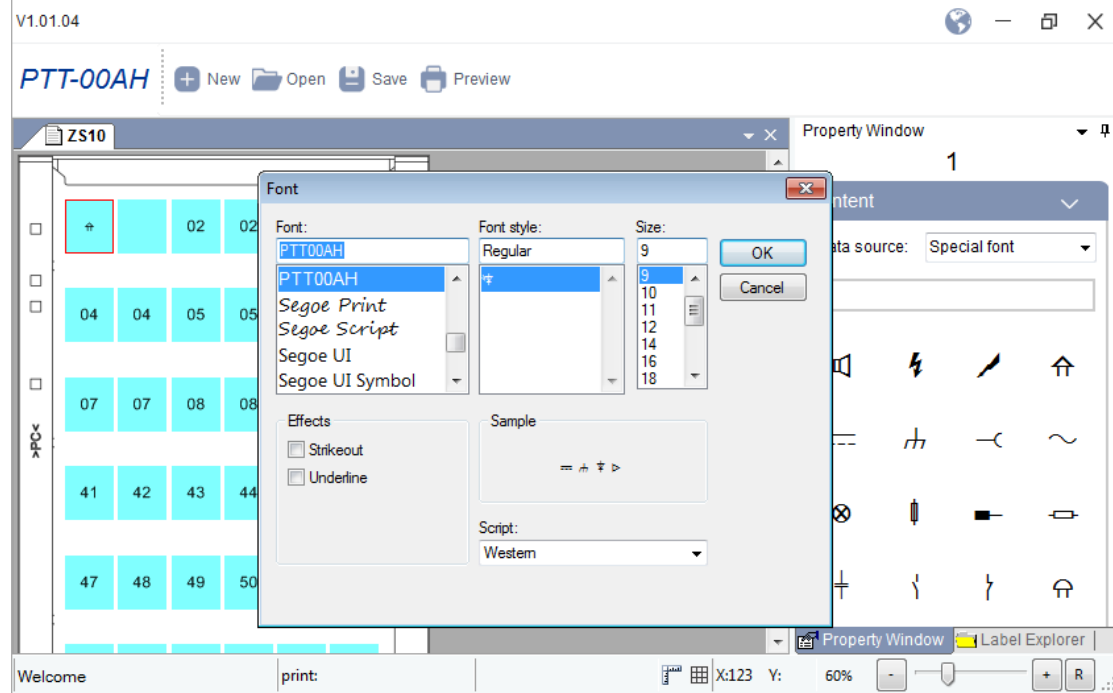 V1.01.04
PTT-00AH New Open Save Preview
ZS10
Property Window
1
ntent
ata source: Special font
02 02
04 04 05 05
07 07 08 08
41 42 43 44
47 48 49 50
>PC<
Font
Font:
PTT00AH
PTT00AH
Segoe Print
Segoe Script
Segoe UI
Segoe UI Symbol
Font style:
Regular
Size:
9
9
10
11
12
14
16
18
OK
Cancel
Effects
Strikeout
Underline
Sample
Script:
Western
Property Window Label Explorer
Welcome print: X:123 Y: 60% - + R